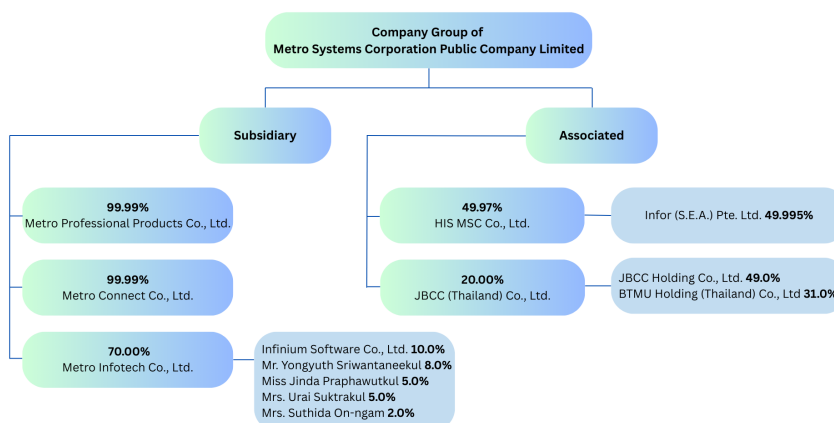 Company Group of
Metro Systems Corporation Public Company Limited
Subsidiary
Associated
99.99%
Metro Professional Products Co., Ltd.
49.97%
HIS MSC Co., Ltd.
Infor (S.E.A.) Pte. Ltd. 49.995%
99.99%
Metro Connect Co., Ltd.
20.00%
JBCC (Thailand) Co., Ltd.
JBCC Holding Co., Ltd. 49.0%
BTMU Holding (Thailand) Co., Ltd 31.0%
70.00%
Metro Infotech Co., Ltd.
Infinium Software Co., Ltd. 10.0%
Mr. Yongyuth Sriwantaneekul 8.0%
Miss Jinda Praphawutkul 5.0%
Mrs. Urai Suktrakul 5.0%
Mrs. Suthida On-ngam 2.0%